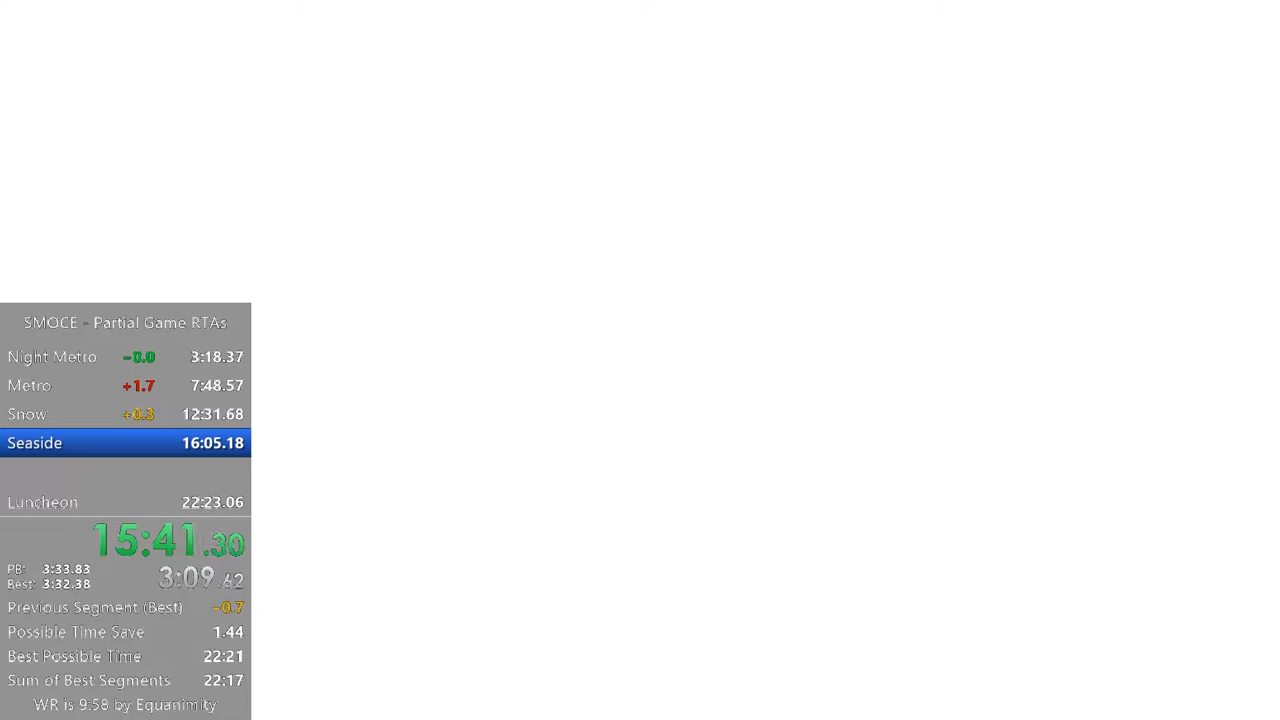 SMOCE - Partial Game RTAs
Night Metro -0.0 3:18.37
Metro +1.7 7:48.57
Snow +0.3 12:31.68
Seaside 16:05.18
Luncheon 22:23.06
15:41.30
PB: 3:33.83
Best: 3:32.38
3:09.62
Previous Segment (Best) -0.7
Possible Time Save 1.44
Best Possible Time 22:21
Sum of Best Segments 22:17
WR is 9:58 by Equanimity